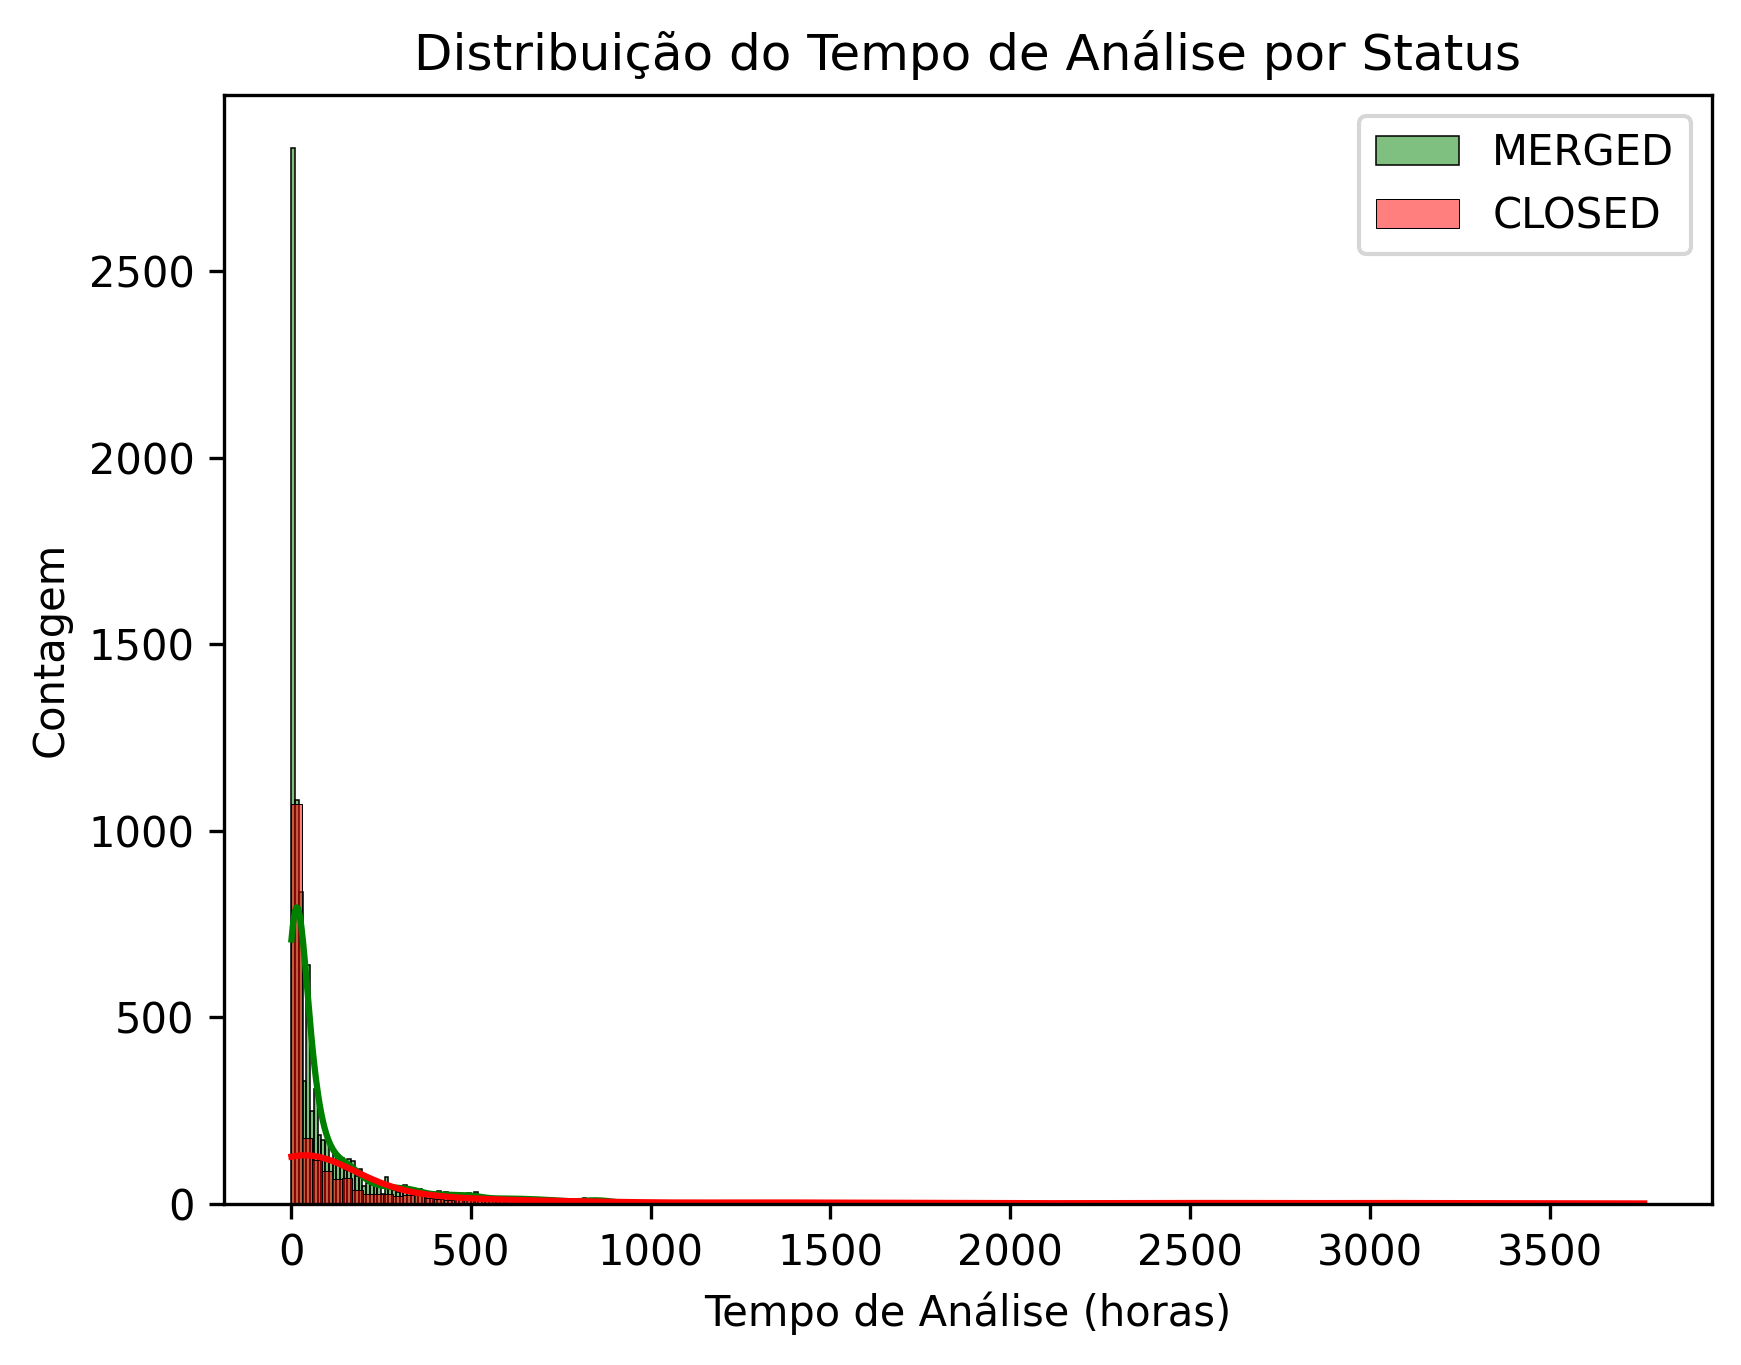 Distribuição do Tempo de Análise por Status
MERGED
CLOSED
Contagem
2500
2000
1500
1000
500
0
0 500 1000 1500 2000 2500 3000 3500
Tempo de Análise (horas)